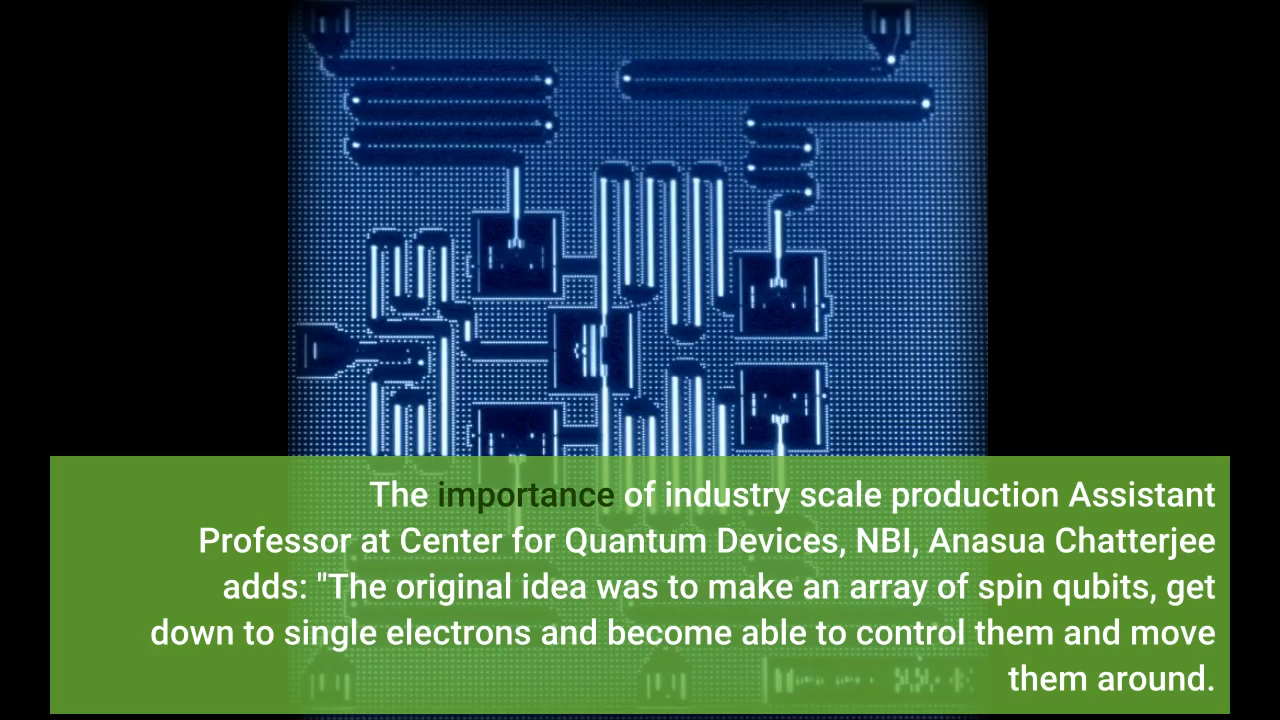 The importance of industry scale production Assistant
Professor at Center for Quantum Devices, NBI, Anasua Chatterjee
adds: "The original idea was to make an array of spin qubits, get
down to single electrons and become able to control them and move
them around.